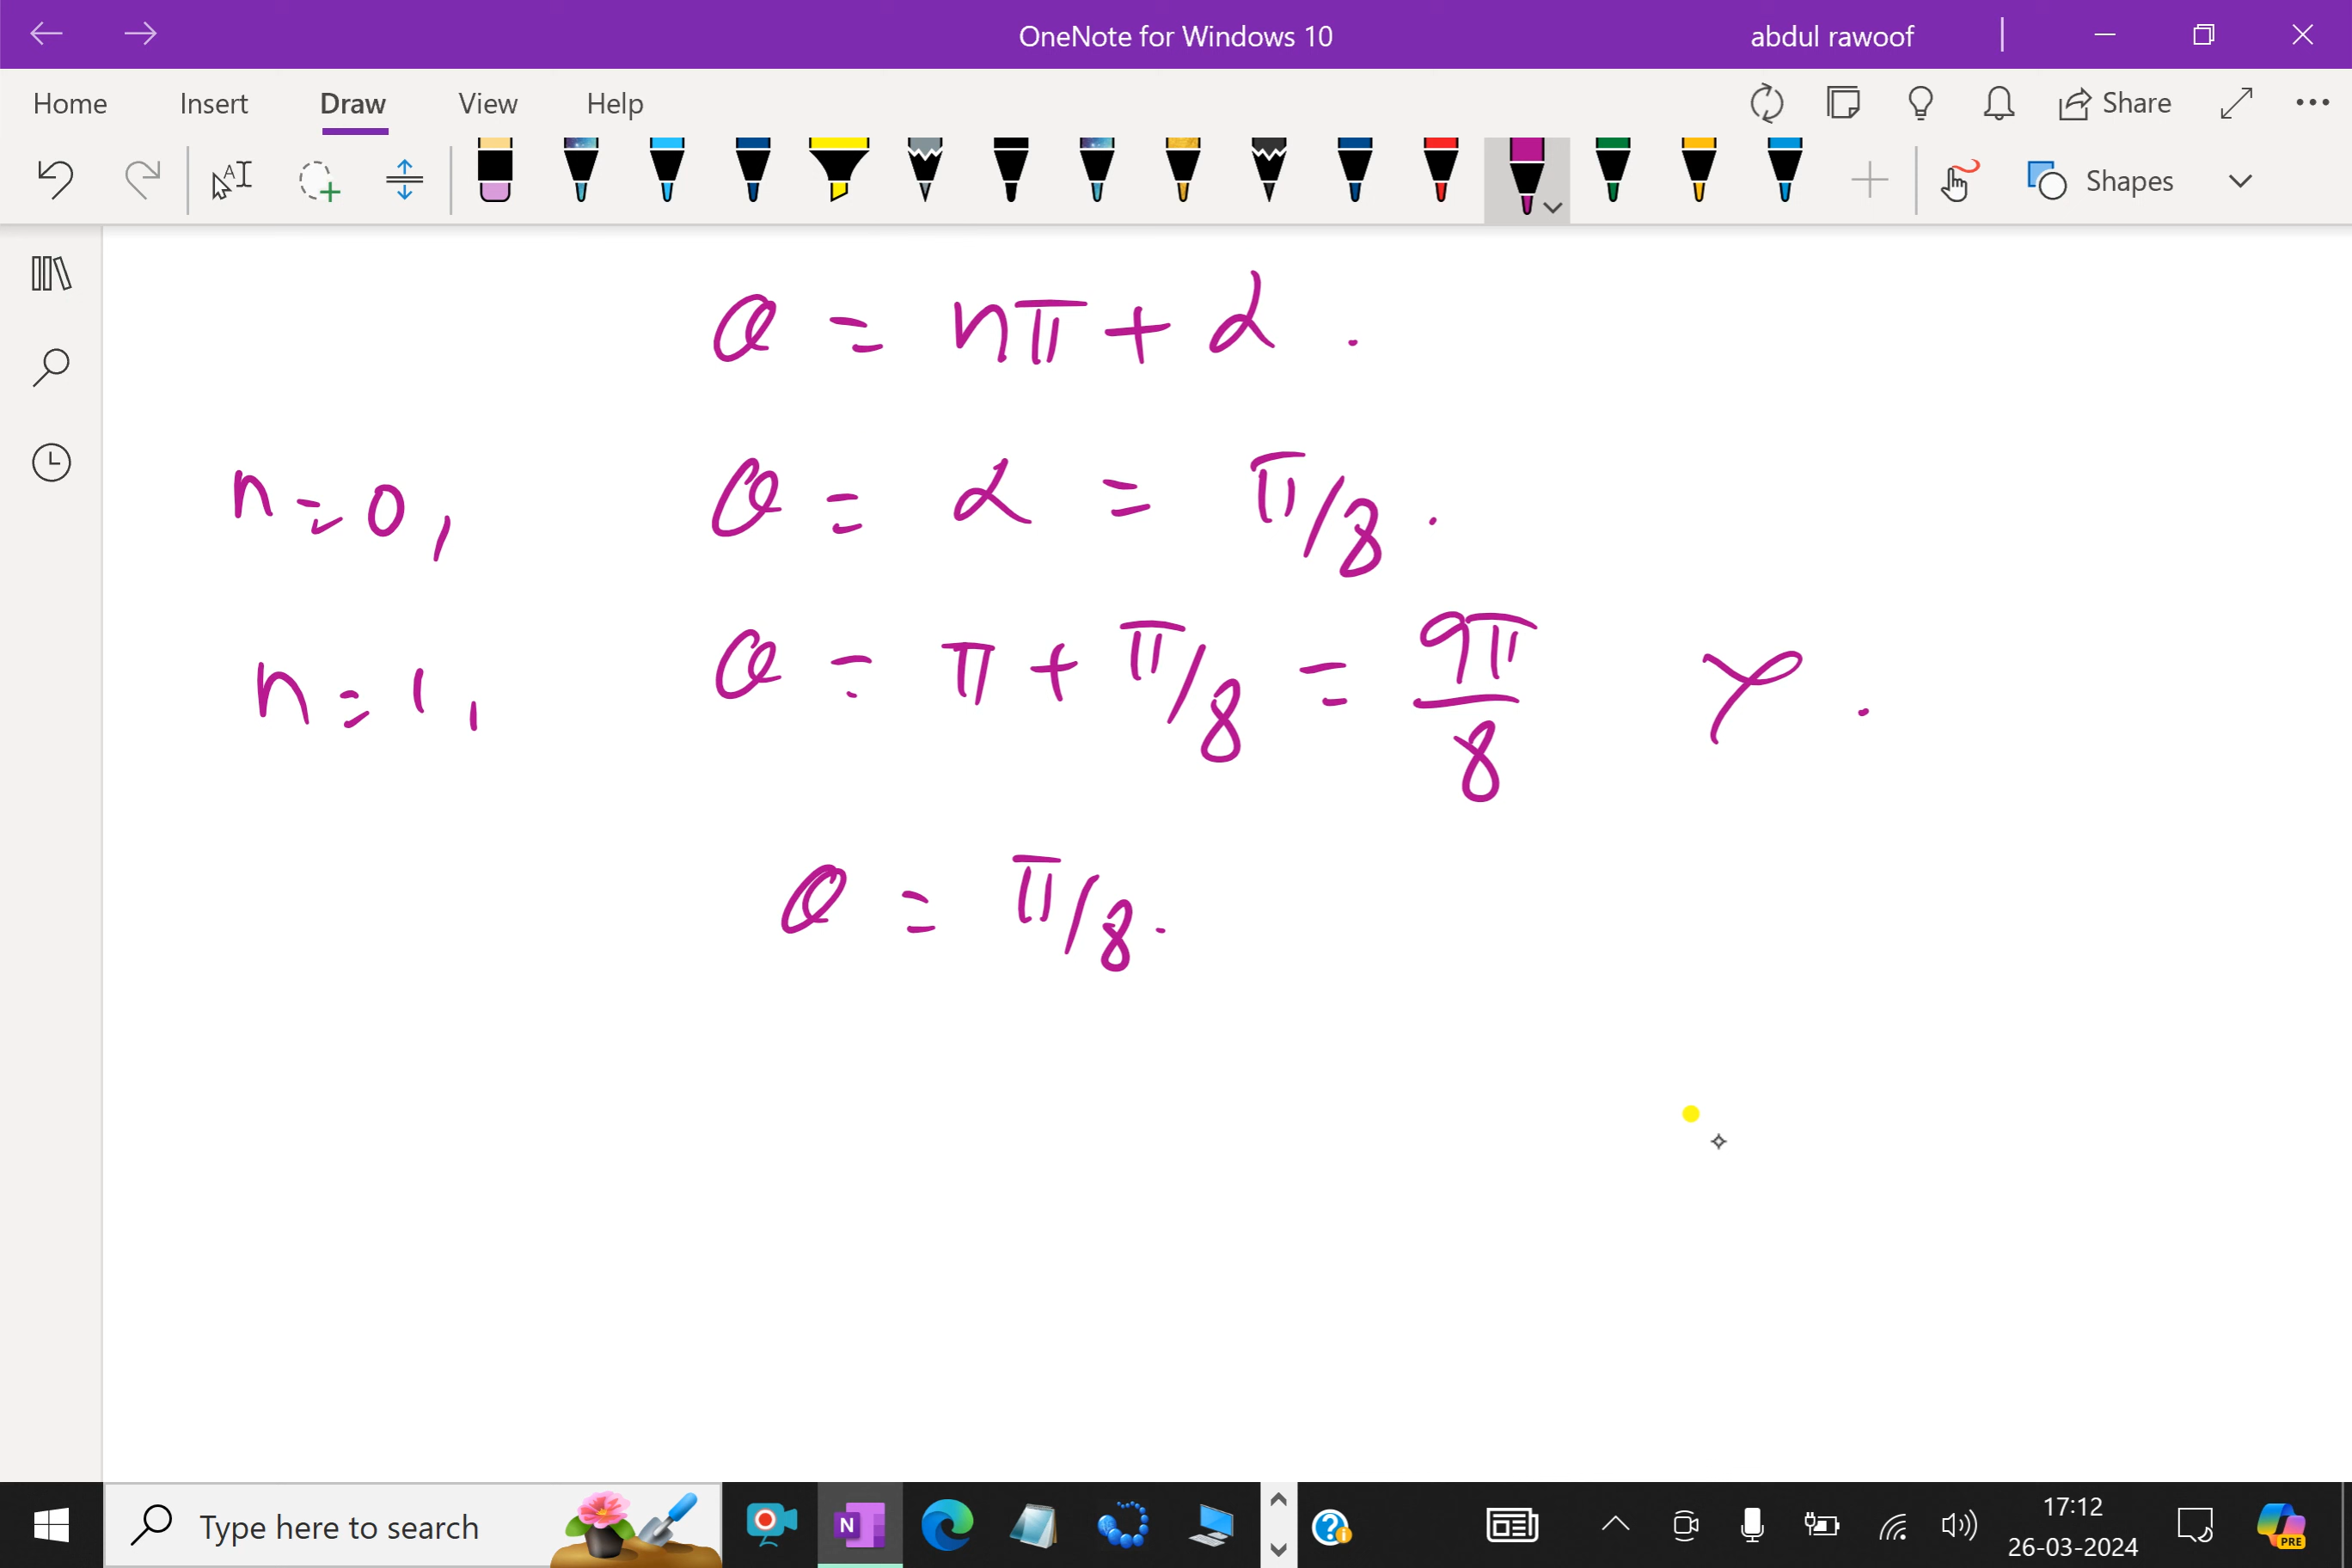 OneNote for Windows 10
abdul rawoof
Home Insert Draw View Help
Share
Shapes
θ = nπ + α .
n = 0, θ = α = π/8 .
n = 1, θ = π + π/8 = 9π/8 ✗ .
θ = π/8 .
Type here to search
17:12
26-03-2024
PRE